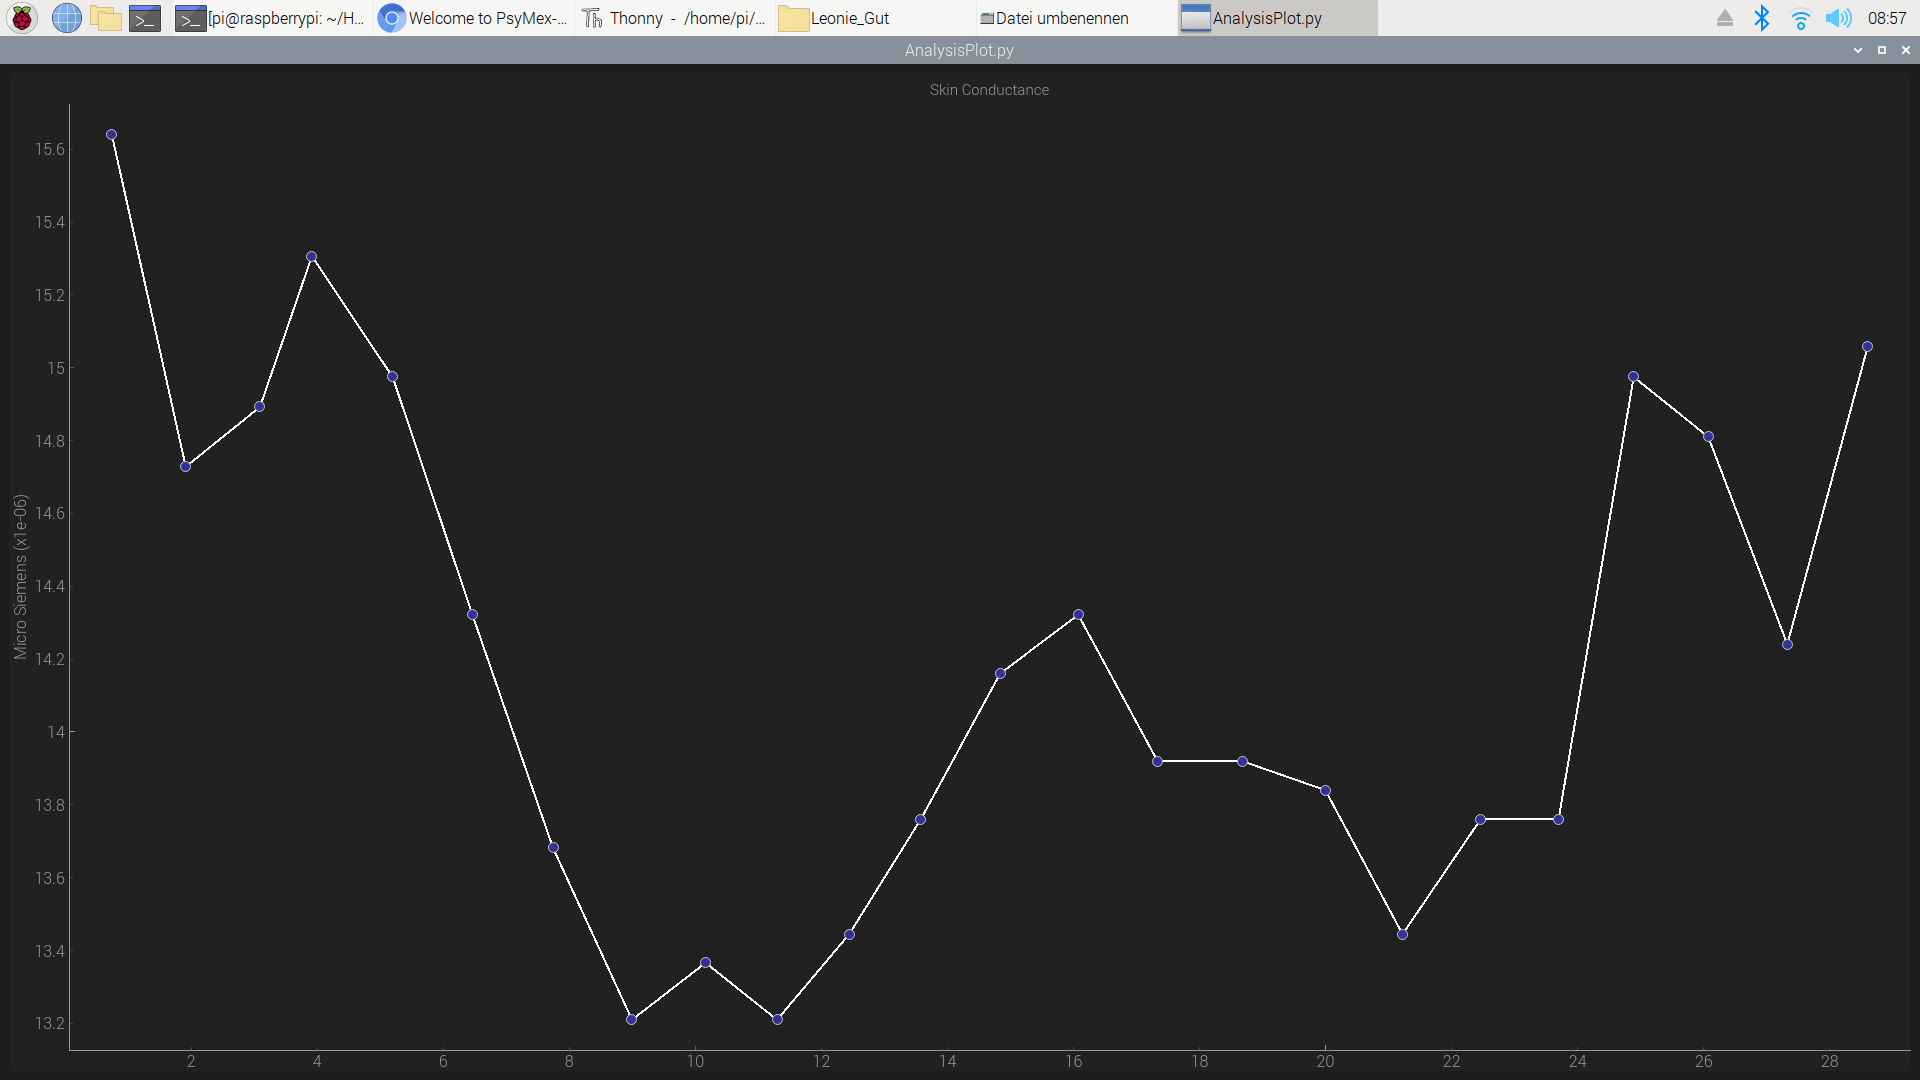 [pi@raspberrypi: ~/H... Welcome to PsyMex-... Thonny - /home/pi/... Leonie_Gut Datei umbenennen AnalysisPlot.py 08:57
AnalysisPlot.py
Skin Conductance
Micro Siemens (x1e-06)
15.6
15.4
15.2
15
14.8
14.6
14.4
14.2
14
13.8
13.6
13.4
13.2
2 4 6 8 10 12 14 16 18 20 22 24 26 28